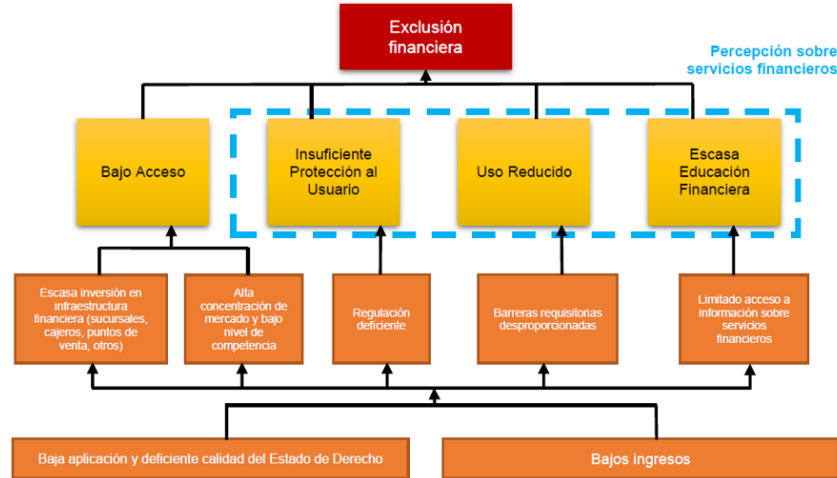 Exclusión
financiera
Percepción sobre
servicios financieros
Bajo Acceso
Insuficiente
Protección al
Usuario
Uso Reducido
Escasa
Educación
Financiera
Escasa inversión en
infraestructura
financiera (sucursales,
cajeros, puntos de
venta, otros)
Alta
concentración de
mercado y bajo
nivel de
competencia
Regulación
deficiente
Barreras requisitorias
desproporcionadas
Limitado acceso a
información sobre
servicios
financieros
Baja aplicación y deficiente calidad del Estado de Derecho
Bajos ingresos